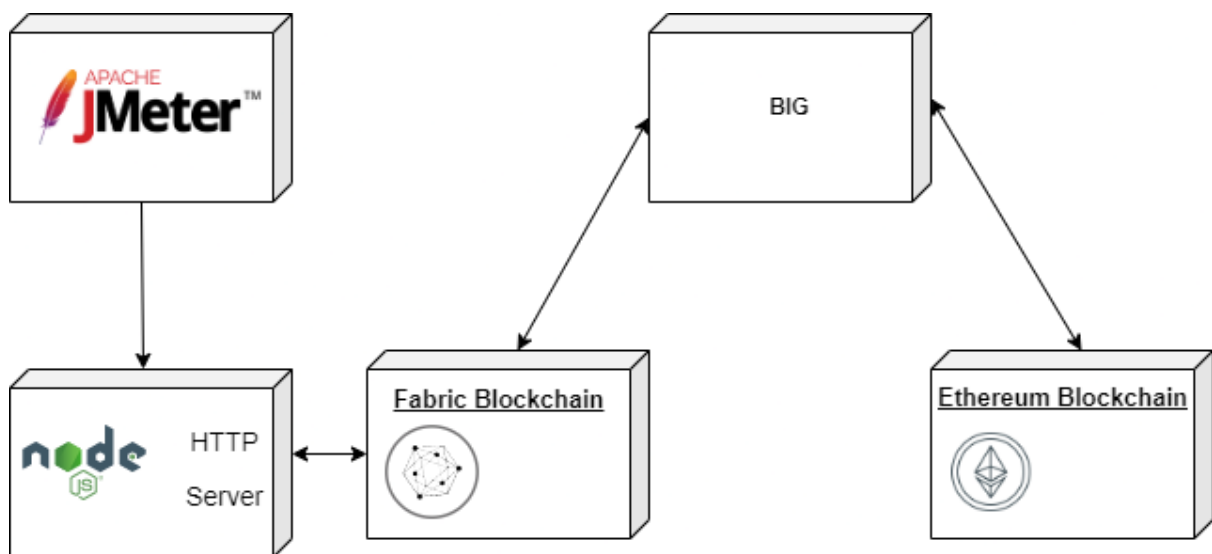 APACHE
JMeter™
BIG
node
JS
HTTP
Server
Fabric Blockchain
Ethereum Blockchain